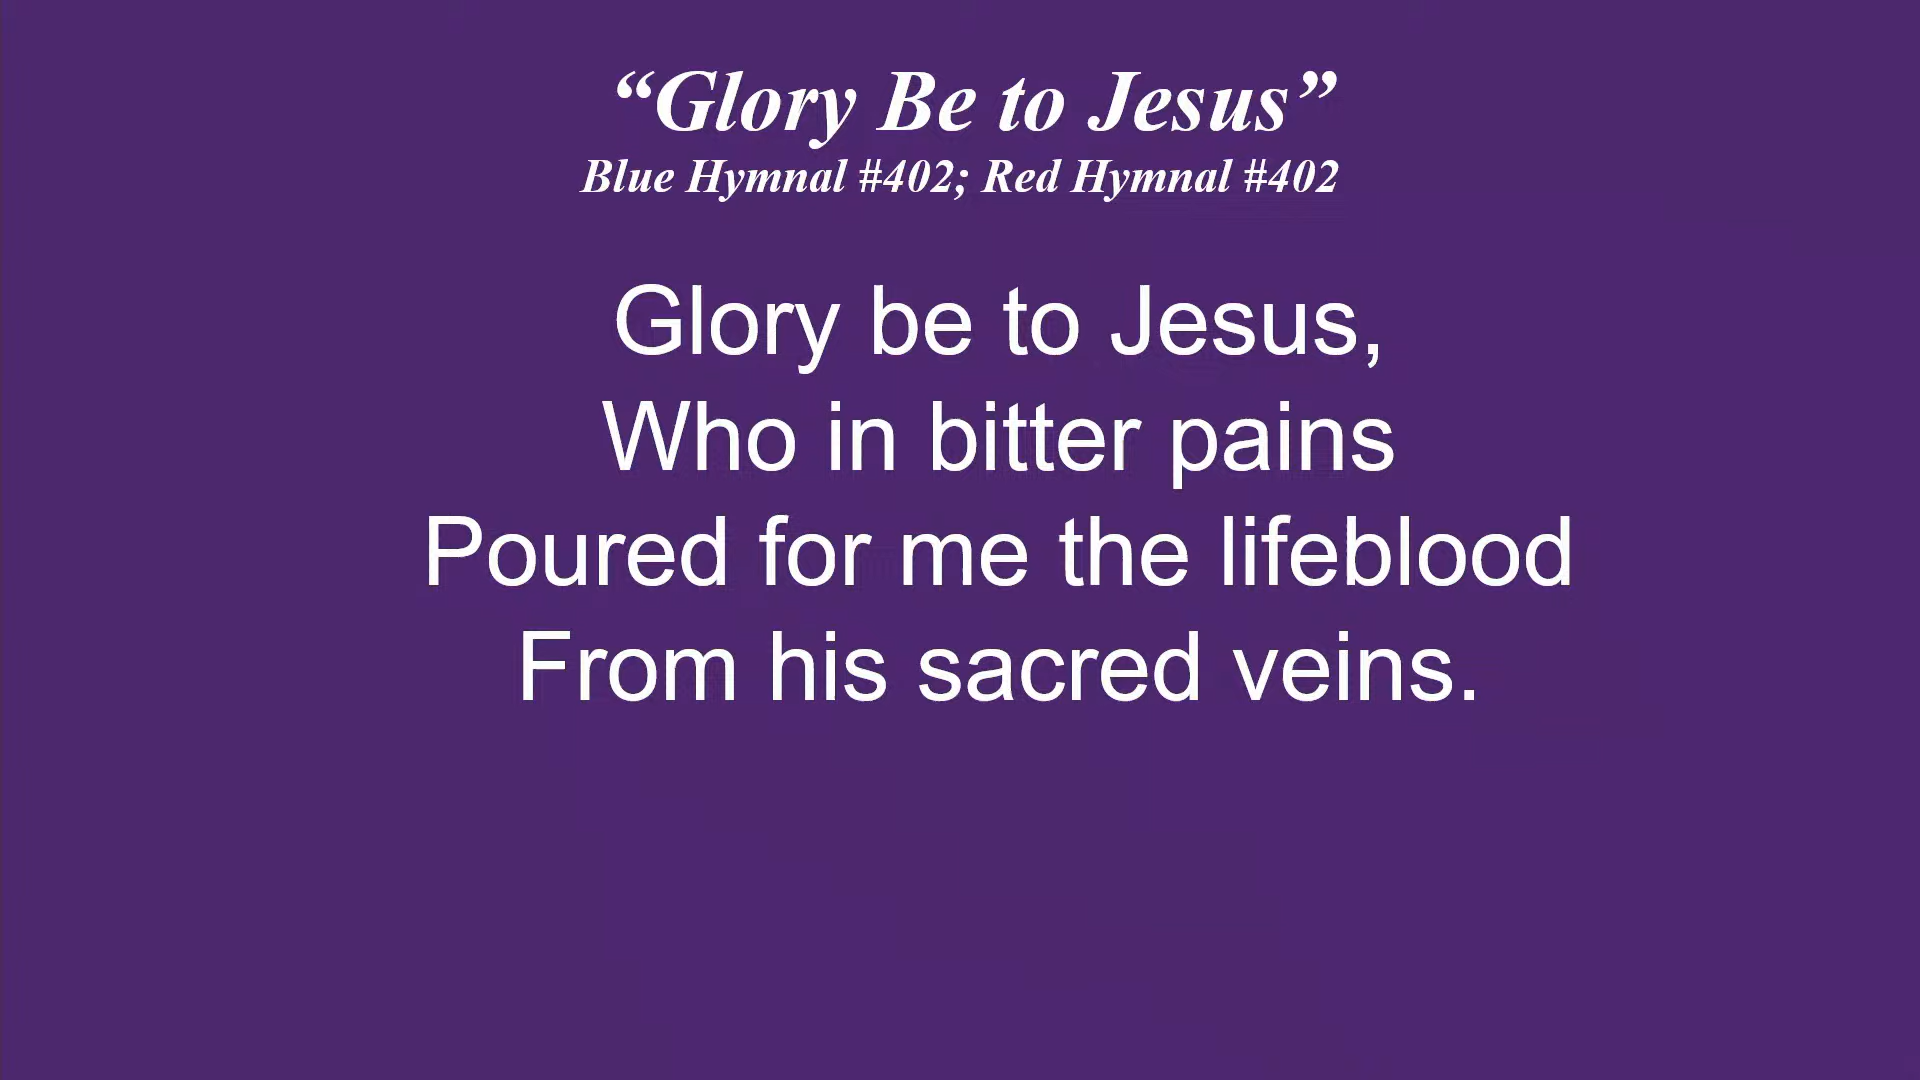 “Glory Be to Jesus”
Blue Hymnal #402; Red Hymnal #402
Glory be to Jesus,
Who in bitter pains
Poured for me the lifeblood
From his sacred veins.